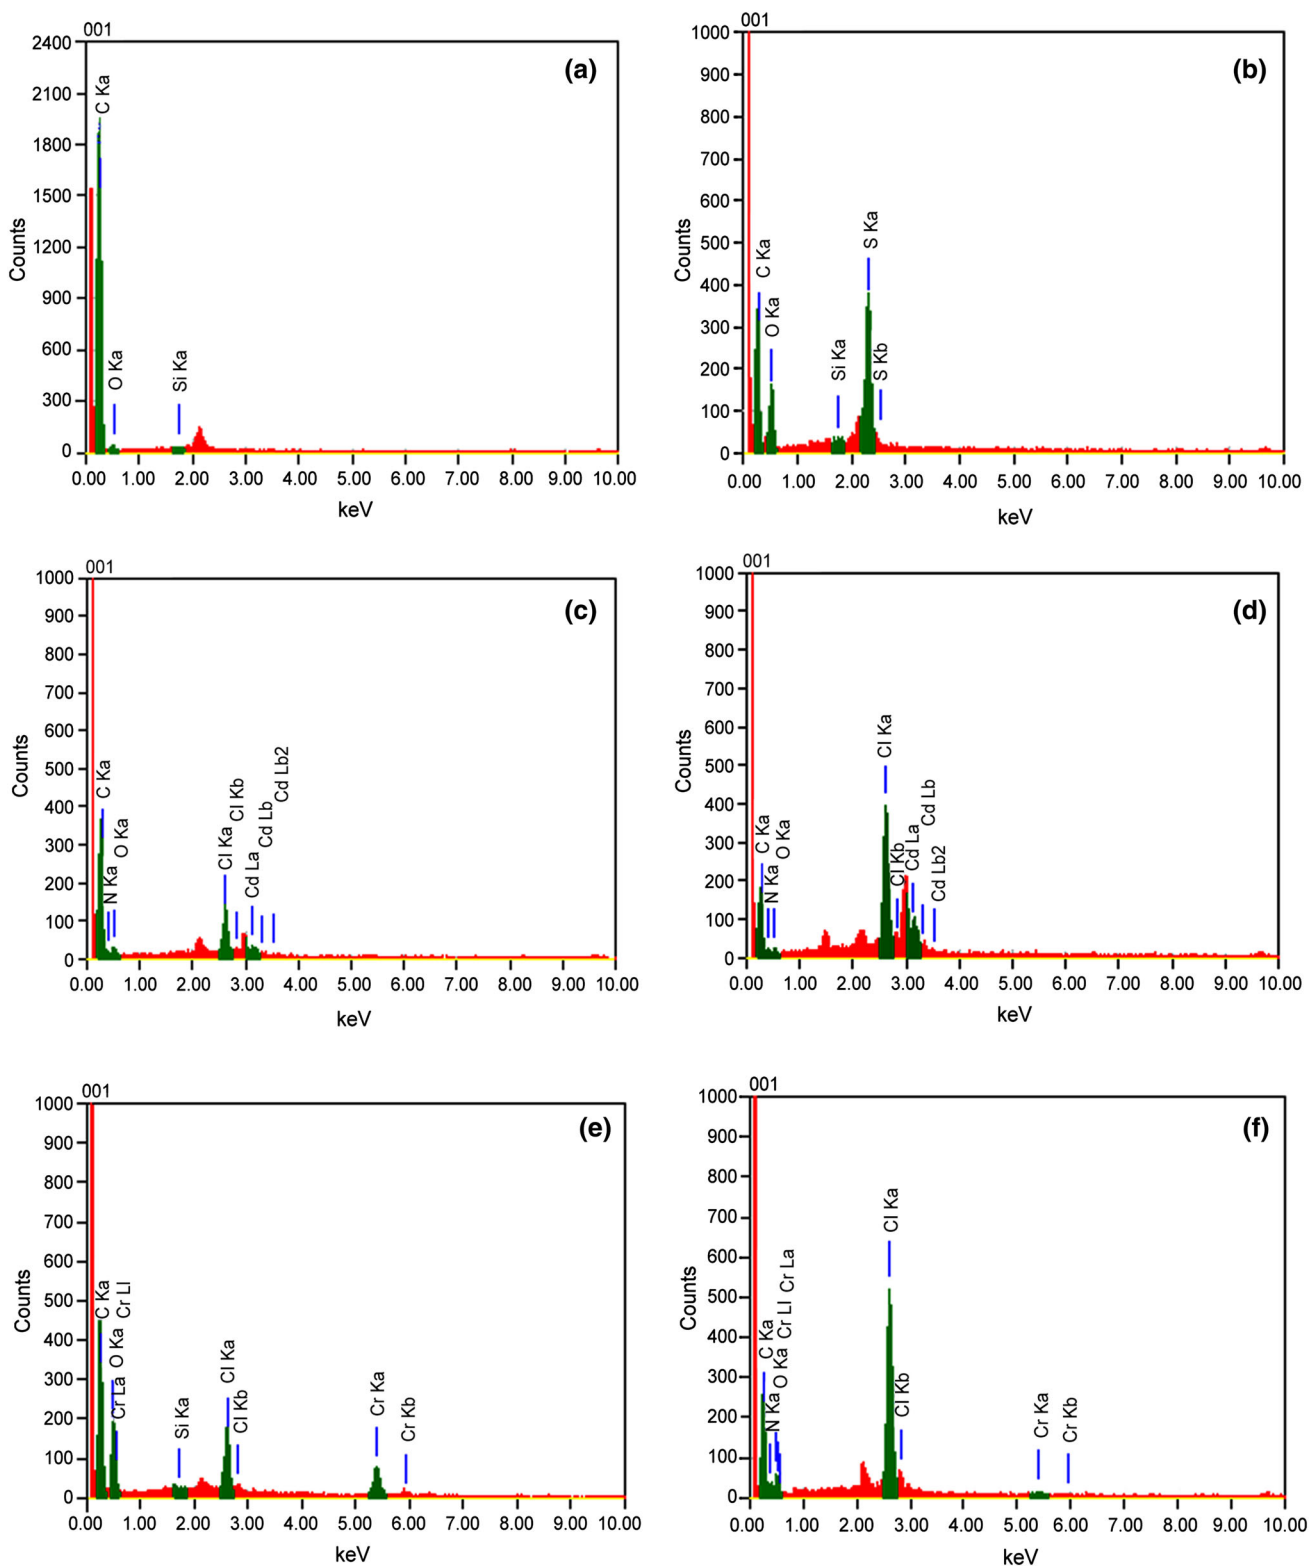 001
(a)
2400
2100
1800
1500
1200
900
600
300
0
Counts
C Ka
O Ka
Si Ka
0.00 1.00 2.00 3.00 4.00 5.00 6.00 7.00 8.00 9.00 10.00
keV
001
(b)
1000
900
800
700
600
500
400
300
200
100
0
Counts
C Ka
O Ka
Si Ka
S Ka
S Kb
0.00 1.00 2.00 3.00 4.00 5.00 6.00 7.00 8.00 9.00 10.00
keV
001
(c)
1000
900
800
700
600
500
400
300
200
100
0
Counts
C Ka
N Ka
O Ka
Cl Ka
Cl Kb
Cd La
Cd Lb
Cd Lb2
0.00 1.00 2.00 3.00 4.00 5.00 6.00 7.00 8.00 9.00 10.00
keV
001
(d)
1000
900
800
700
600
500
400
300
200
100
0
Counts
C Ka
N Ka
O Ka
Cl Ka
Cl Kb
Cd La
Cd Lb
Cd Lb2
0.00 1.00 2.00 3.00 4.00 5.00 6.00 7.00 8.00 9.00 10.00
keV
001
(e)
1000
900
800
700
600
500
400
300
200
100
0
Counts
C Ka
O Ka
Cr Ll
Cr La
Si Ka
Cl Ka
Cl Kb
Cr Ka
Cr Kb
0.00 1.00 2.00 3.00 4.00 5.00 6.00 7.00 8.00 9.00 10.00
keV
001
(f)
1000
900
800
700
600
500
400
300
200
100
0
Counts
C Ka
N Ka
O Ka
Cr Ll
Cr La
Cl Ka
Cl Kb
Cr Ka
Cr Kb
0.00 1.00 2.00 3.00 4.00 5.00 6.00 7.00 8.00 9.00 10.00
keV